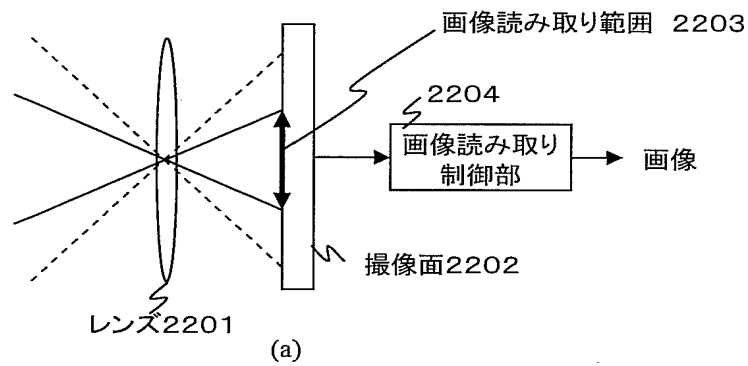 画像読み取り範囲 2203
2204
画像読み取り
制御部
画像
撮像面2202
レンズ2201
(a)